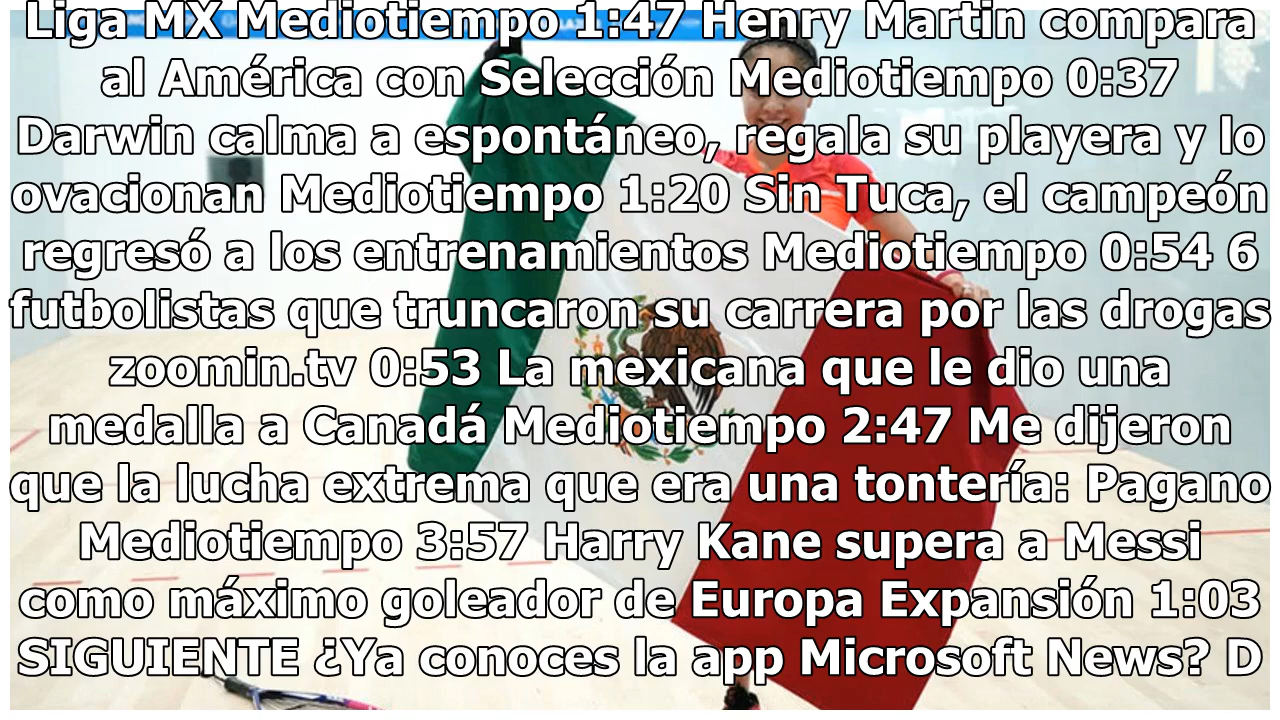 Liga MX Mediotiempo 1:47 Henry Martin compara
al América con Selección Mediotiempo 0:37
Darwin calma a espontáneo, regala su playera y lo
ovacionan Mediotiempo 1:20 Sin Tuca, el campeón
regresó a los entrenamientos Mediotiempo 0:54 6
futbolistas que truncaron su carrera por las drogas
zoomin.tv 0:53 La mexicana que le dio una
medalla a Canadá Mediotiempo 2:47 Me dijeron
que la lucha extrema que era una tontería: Pagano
Mediotiempo 3:57 Harry Kane supera a Messi
como máximo goleador de Europa Expansión 1:03
SIGUIENTE ¿Ya conoces la app Microsoft News? D